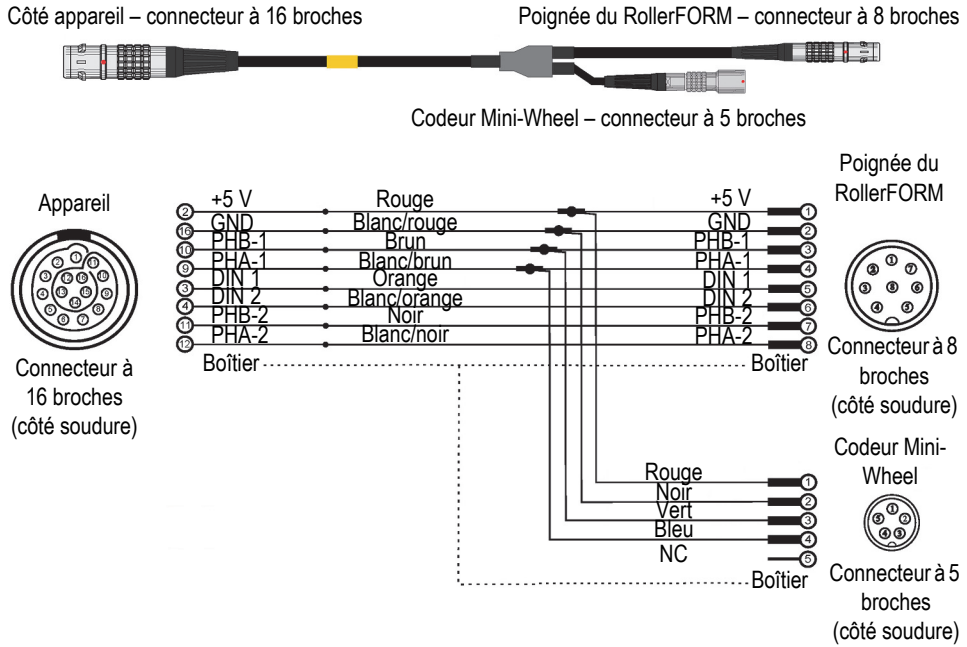 Côté appareil – connecteur à 16 broches
Poignée du RollerFORM – connecteur à 8 broches
Codeur Mini-Wheel – connecteur à 5 broches
Appareil
Connecteur à
16 broches
(côté soudure)
Poignée du
RollerFORM
2 +5 V Rouge +5 V 1
16 GND Blanc/rouge GND 2
10 PHB-1 Brun PHB-1 3
9 PHA-1 Blanc/brun PHA-1 4
3 DIN 1 Orange DIN 1 5
4 DIN 2 Blanc/orange DIN 2 6
11 PHB-2 Noir PHB-2 7
12 PHA-2 Blanc/noir PHA-2 8
Boîtier Boîtier
Connecteur à 8
broches
(côté soudure)
Codeur Mini-
Wheel
Rouge 1
Noir 2
Vert 3
Bleu 4
NC 5
Boîtier
Connecteur à 5
broches
(côté soudure)